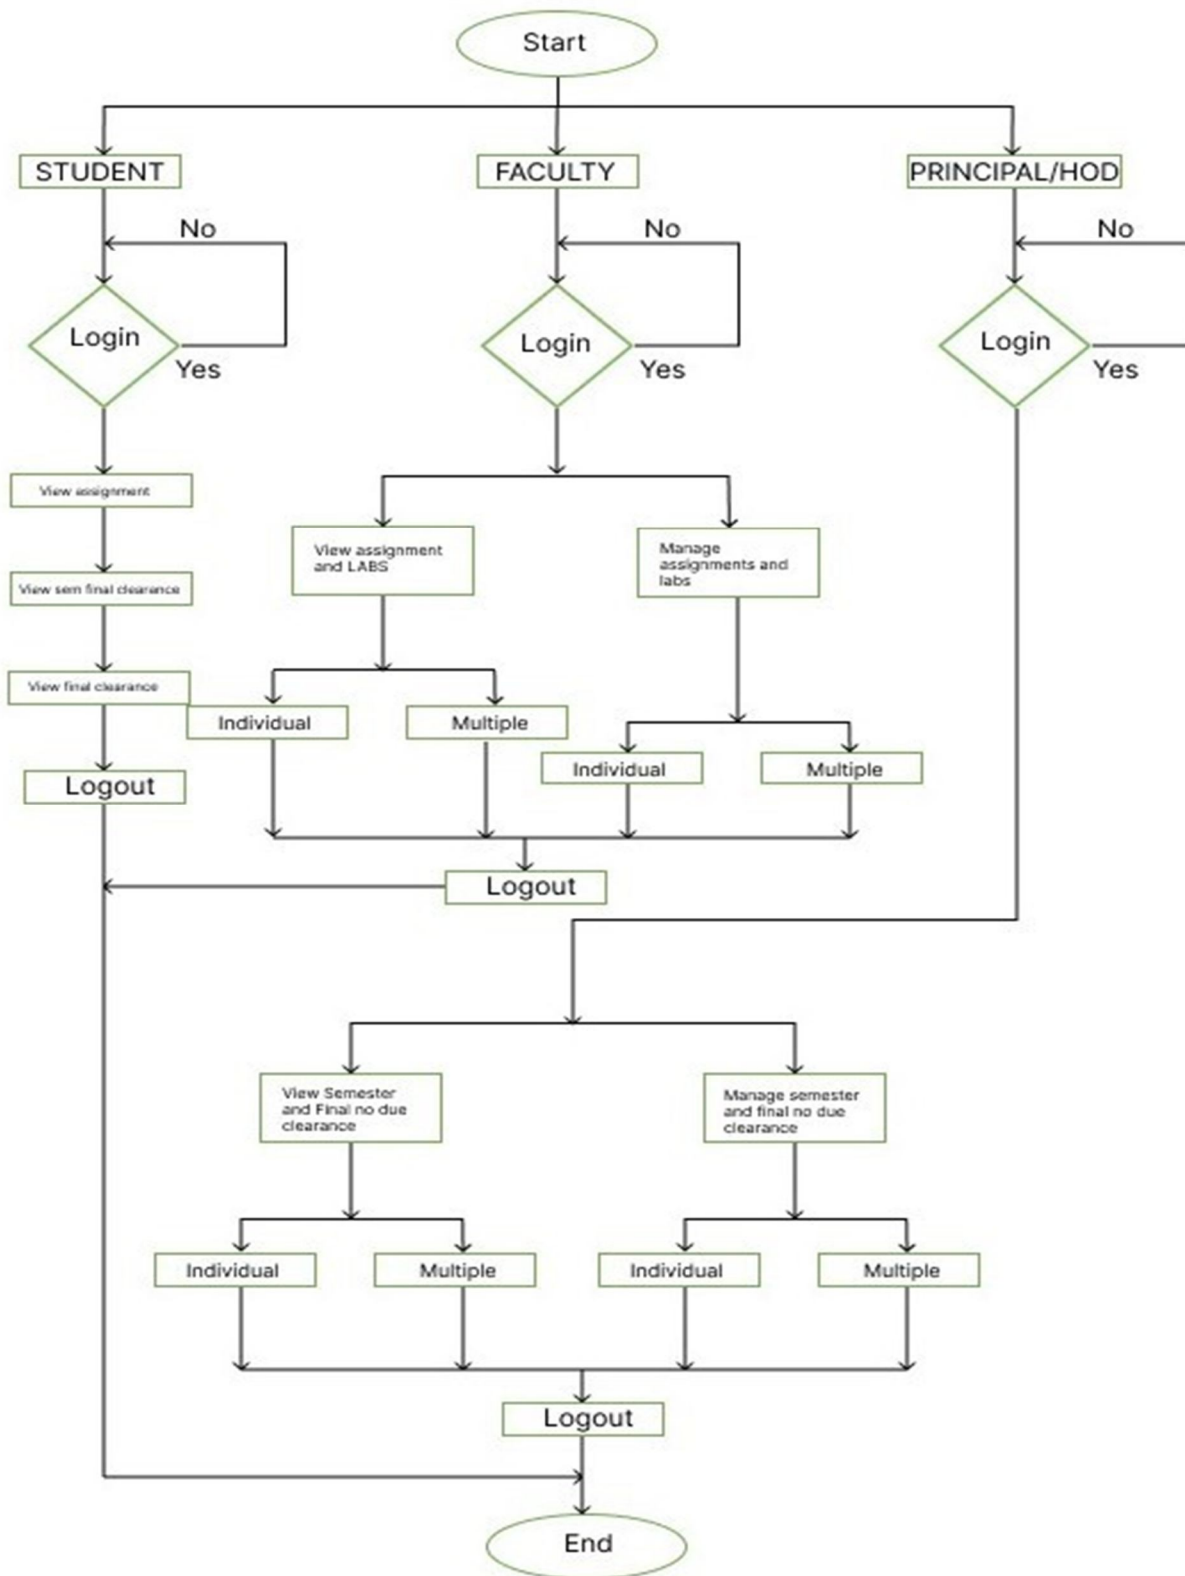 Start
STUDENT
FACULTY
PRINCIPAL/HOD
No
No
No
Login
Login
Login
Yes
Yes
Yes
View assignment
View assignment
and LABS
Manage
assignments and
labs
View sem final clearance
View final clearance
Individual
Multiple
Individual
Multiple
Logout
Logout
View Semester
and Final no due
clearance
Manage semester
and final no due
clearance
Individual
Multiple
Individual
Multiple
Logout
End